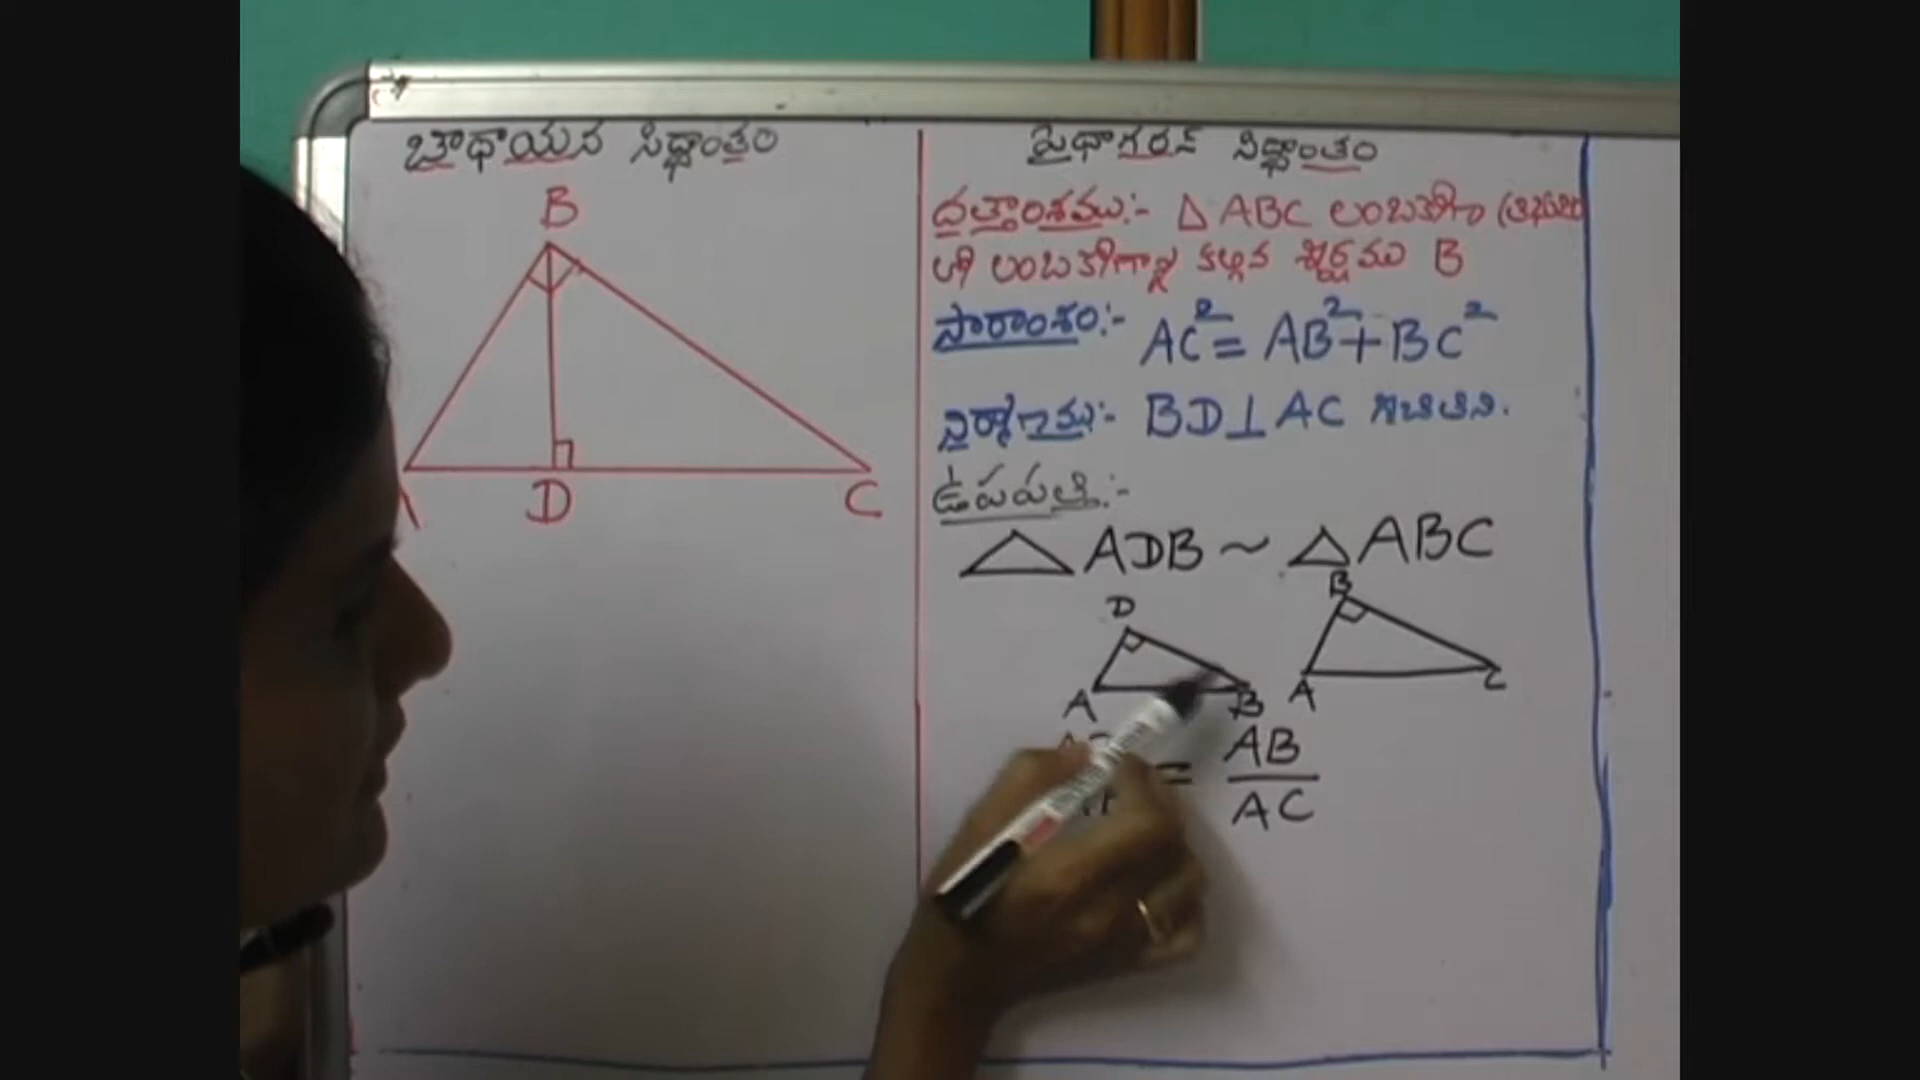 బౌధాయన సిద్ధాంతం
B
D
C
పైథాగరస్ సిద్ధాంతం
దత్తాంశము:- Δ ABC లంబకోణ
లో లంబకోణాన్ని కల్గిన శీర్షము B
సారాంశం:- AC² = AB² + BC²
నిర్మాణము:- BD ⊥ AC
ఉపపత్తి:-
△ ADB ~ △ ABC
D
A
B
B
A
C
= AB/AC